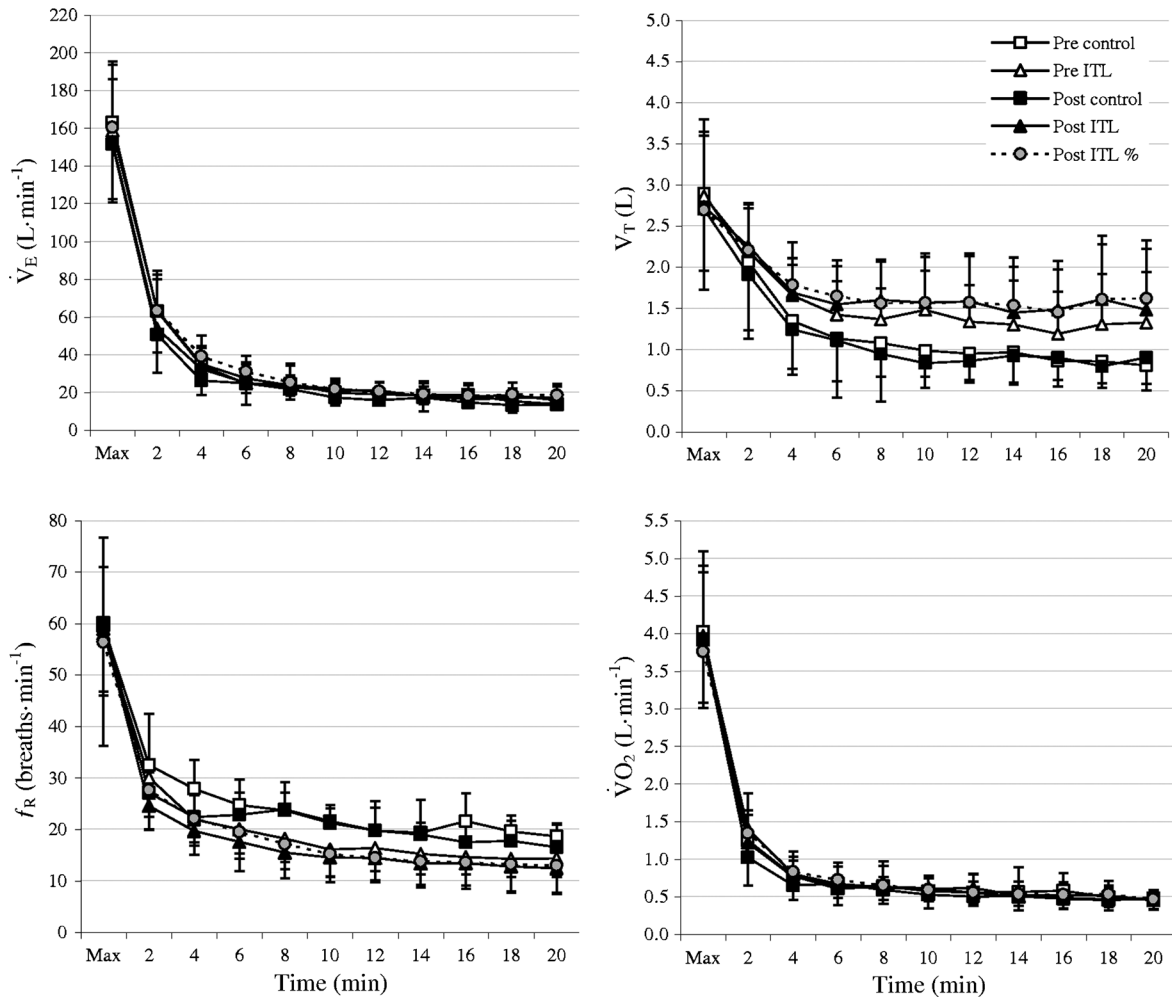 220
200
180
160
140
120
100
80
60
40
20
0
V̇E (L·min-1)
Max 2 4 6 8 10 12 14 16 18 20
5.0
4.5
4.0
3.5
3.0
2.5
2.0
1.5
1.0
0.5
0.0
VT (L)
Pre control
Pre ITL
Post control
Post ITL
Post ITL %
Max 2 4 6 8 10 12 14 16 18 20
80
70
60
50
40
30
20
10
0
fR (breaths·min-1)
Max 2 4 6 8 10 12 14 16 18 20
Time (min)
5.5
5.0
4.5
4.0
3.5
3.0
2.5
2.0
1.5
1.0
0.5
0.0
V̇O2 (L·min-1)
Max 2 4 6 8 10 12 14 16 18 20
Time (min)